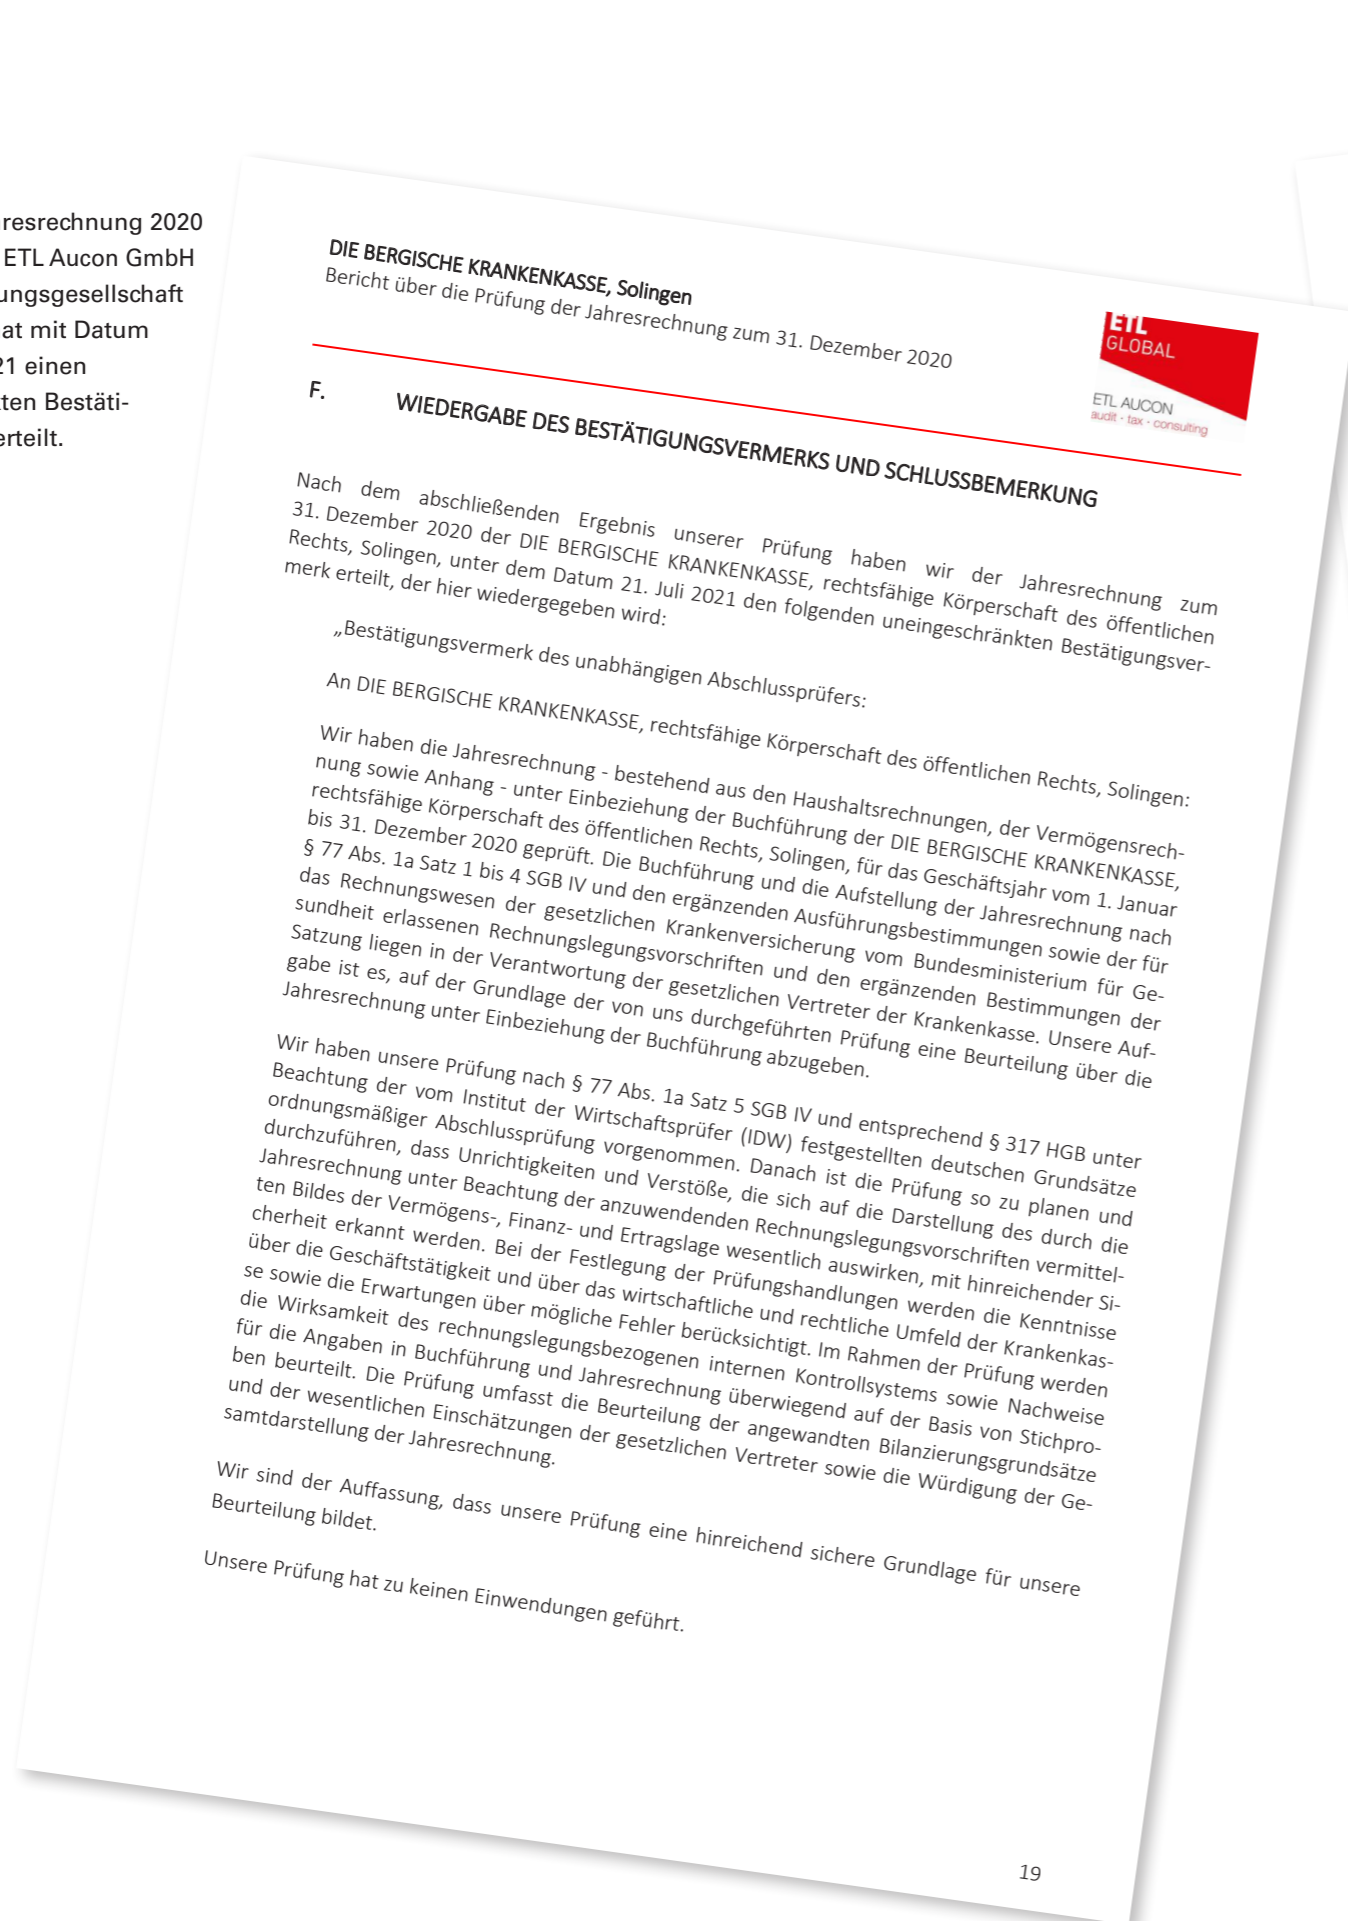 resrechnung 2020
ETL Aucon GmbH
ungsgesellschaft
at mit Datum
21 einen
ten Bestäti-
erteilt.
DIE BERGISCHE KRANKENKASSE, Solingen
Bericht über die Prüfung der Jahresrechnung zum 31. Dezember 2020
ETL
GLOBAL
ETL AUCON
audit - tax - consulting
F. WIEDERGABE DES BESTÄTIGUNGSVERMERKS UND SCHLUSSBEMERKUNG
Nach dem abschließenden Ergebnis unserer Prüfung haben wir der Jahresrechnung zum
31. Dezember 2020 der DIE BERGISCHE KRANKENKASSE, rechtsfähige Körperschaft des öffentlichen
Rechts, Solingen, unter dem Datum 21. Juli 2021 den folgenden uneingeschränkten Bestätigungsver-
merk erteilt, der hier wiedergegeben wird:
„Bestätigungsvermerk des unabhängigen Abschlussprüfers:
An DIE BERGISCHE KRANKENKASSE, rechtsfähige Körperschaft des öffentlichen Rechts, Solingen:
Wir haben die Jahresrechnung - bestehend aus den Haushaltsrechnungen, der Vermögensrech-
nung sowie Anhang - unter Einbeziehung der Buchführung der DIE BERGISCHE KRANKENKASSE,
rechtsfähige Körperschaft des öffentlichen Rechts, Solingen, für das Geschäftsjahr vom 1. Januar
bis 31. Dezember 2020 geprüft. Die Buchführung und die Aufstellung der Jahresrechnung nach
§ 77 Abs. 1a Satz 1 bis 4 SGB IV und den ergänzenden Ausführungsbestimmungen sowie der für
das Rechnungswesen der gesetzlichen Krankenversicherung vom Bundesministerium für Ge-
sundheit erlassenen Rechnungslegungsvorschriften und den ergänzenden Bestimmungen der
Satzung liegen in der Verantwortung der gesetzlichen Vertreter der Krankenkasse. Unsere Auf-
gabe ist es, auf der Grundlage der von uns durchgeführten Prüfung eine Beurteilung über die
Jahresrechnung unter Einbeziehung der Buchführung abzugeben.
Wir haben unsere Prüfung nach § 77 Abs. 1a Satz 5 SGB IV und entsprechend § 317 HGB unter
Beachtung der vom Institut der Wirtschaftsprüfer (IDW) festgestellten deutschen Grundsätze
ordnungsmäßiger Abschlussprüfung vorgenommen. Danach ist die Prüfung so zu planen und
durchzuführen, dass Unrichtigkeiten und Verstöße, die sich auf die Darstellung des durch die
Jahresrechnung unter Beachtung der anzuwendenden Rechnungslegungsvorschriften vermittel-
ten Bildes der Vermögens-, Finanz- und Ertragslage wesentlich auswirken, mit hinreichender Si-
cherheit erkannt werden. Bei der Festlegung der Prüfungshandlungen werden die Kenntnisse
über die Geschäftstätigkeit und über das wirtschaftliche und rechtliche Umfeld der Krankenkas-
se sowie die Erwartungen über mögliche Fehler berücksichtigt. Im Rahmen der Prüfung werden
die Wirksamkeit des rechnungslegungsbezogenen internen Kontrollsystems sowie Nachweise
für die Angaben in Buchführung und Jahresrechnung überwiegend auf der Basis von Stichpro-
ben beurteilt. Die Prüfung umfasst die Beurteilung der angewandten Bilanzierungsgrundsätze
und der wesentlichen Einschätzungen der gesetzlichen Vertreter sowie die Würdigung der Ge-
samtdarstellung der Jahresrechnung.
Wir sind der Auffassung, dass unsere Prüfung eine hinreichend sichere Grundlage für unsere
Beurteilung bildet.
Unsere Prüfung hat zu keinen Einwendungen geführt.
19